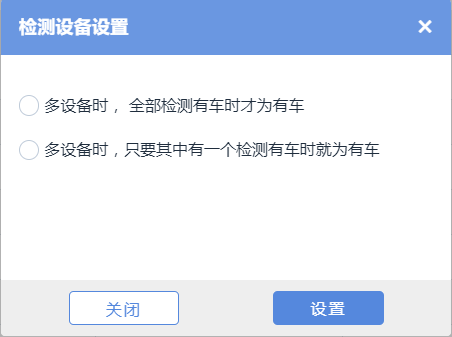 检测设备设置
多设备时， 全部检测有车时才为有车
多设备时，只要其中有一个检测有车时就为有车
关闭
设置